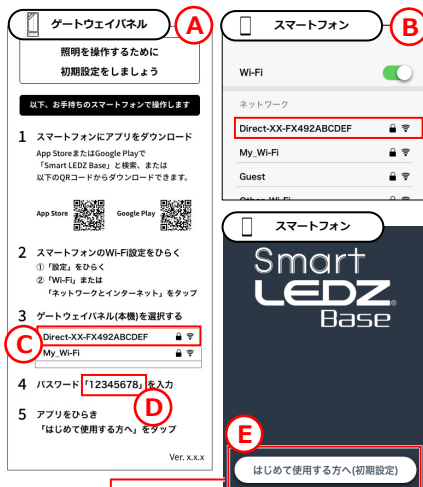 ゲートウェイパネル
A
照明を操作するために
初期設定をしましょう
以下、お手持ちのスマートフォンで操作します
1 スマートフォンにアプリをダウンロード
App StoreまたはGoogle Playで
「Smart LEDZ Base」と検索、または
以下のQRコードからダウンロードできます。
App Store Google Play
2 スマートフォンのWi-Fi設定をひらく
①「設定」をひらく
②「Wi-Fi」または
「ネットワークとインターネット」をタップ
3 ゲートウェイパネル(本機)を選択する
C
Direct-XX-FX492ABCDEF
My_Wi-Fi
4 パスワード「12345678」を入力
D
5 アプリをひらき
「はじめて使用する方へ」をタップ
Ver. x.x.x
スマートフォン
B
Wi-Fi
ネットワーク
Direct-XX-FX492ABCDEF
My_Wi-Fi
Guest
スマートフォン
Smart
LEDZ®
Base
E
はじめて使用する方へ(初期設定)